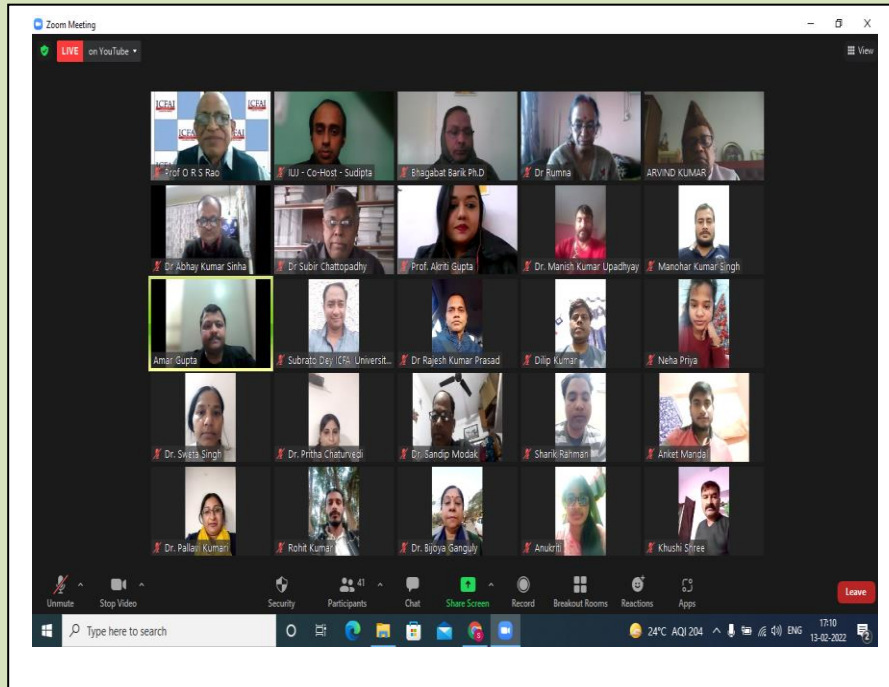 Zoom Meeting
LIVE on YouTube
View
ICFAI ICFAI
ICFAI
Prof O R S Rao
IUJ - Co-Host - Sudipta
Bhagabat Barik Ph.D
Dr Rumna
ARVIND KUMAR
Dr Abhay Kumar Sinha
Dr Subir Chattopadhy
Prof. Akriti Gupta
Dr. Manish Kumar Upadhyay
Manohar Kumar Singh
Amar Gupta
Subrato Dey, ICFAI Universit...
Dr Rajesh Kumar Prasad
Dilip Kumar
Neha Priya
Dr. Sweta Singh
Dr. Pritha Chaturvedi
Dr. Sandip Modak
Sharik Rahman
Anket Mandal
Dr. Pallavi Kumari
Rohit Kumar
Dr. Bijoya Ganguly
Anukriti
Khushi Shree
41
Unmute Stop Video Security Participants Chat Share Screen Record Breakout Rooms Reactions Apps Leave
Type here to search
24°C AQI 204 ENG 17:10
13-02-2022
2